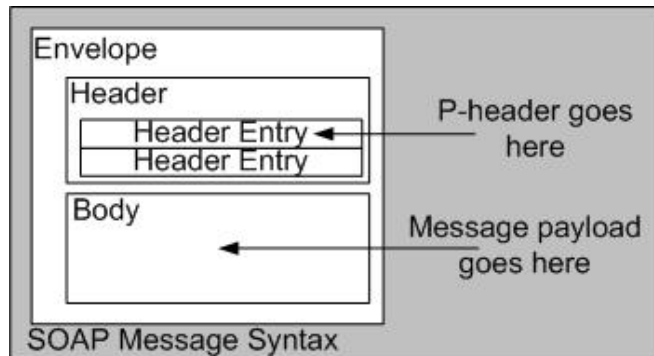 Envelope
Header
Header Entry
Header Entry
P-header goes
here
Body
Message payload
goes here
SOAP Message Syntax